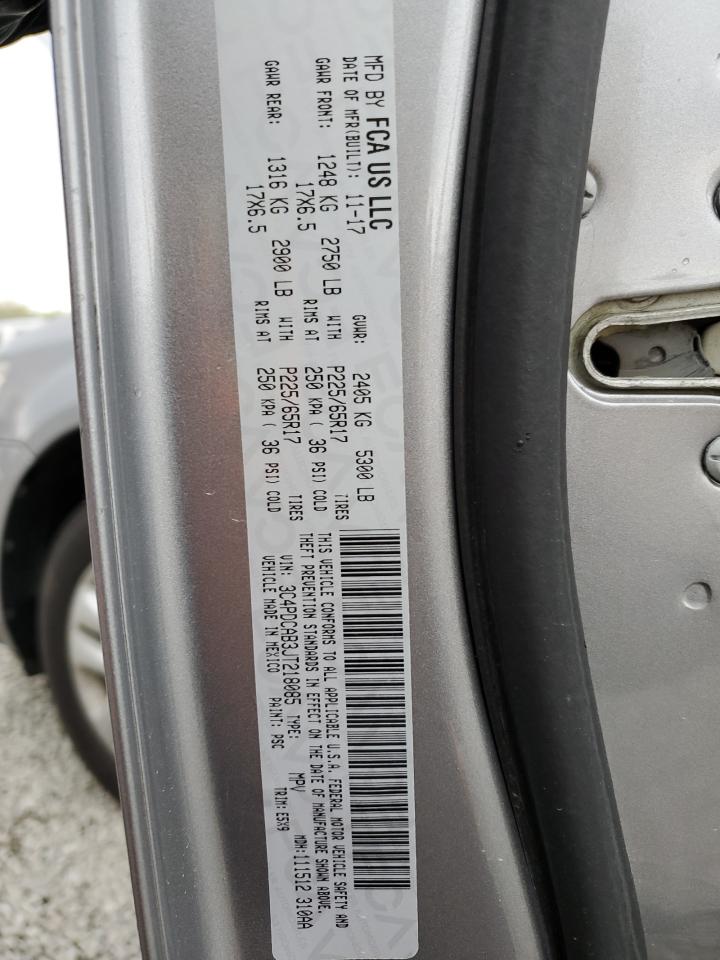 MFD BY FCA US LLC
DATE OF MFR(BUILT): 11-17 GVWR: 2405 KG 5300 LB
GAWR FRONT: 1248 KG 2750 LB WITH P225/65R17 TIRES
17X6.5 RIMS AT 250 KPA ( 36 PSI) COLD
GAWR REAR: 1316 KG 2900 LB WITH P225/65R17 TIRES
17X6.5 RIMS AT 250 KPA ( 36 PSI) COLD
THIS VEHICLE CONFORMS TO ALL APPLICABLE U.S.A. FEDERAL MOTOR VEHICLE SAFETY AND
THEFT PREVENTION STANDARDS IN EFFECT ON THE DATE OF MANUFACTURE SHOWN ABOVE.
VIN: 3C4PDCAB3JT218085 TYPE: MPV MDH:111512 310AA
VEHICLE MADE IN MEXICO PAINT: PSC TRIM: E5X9